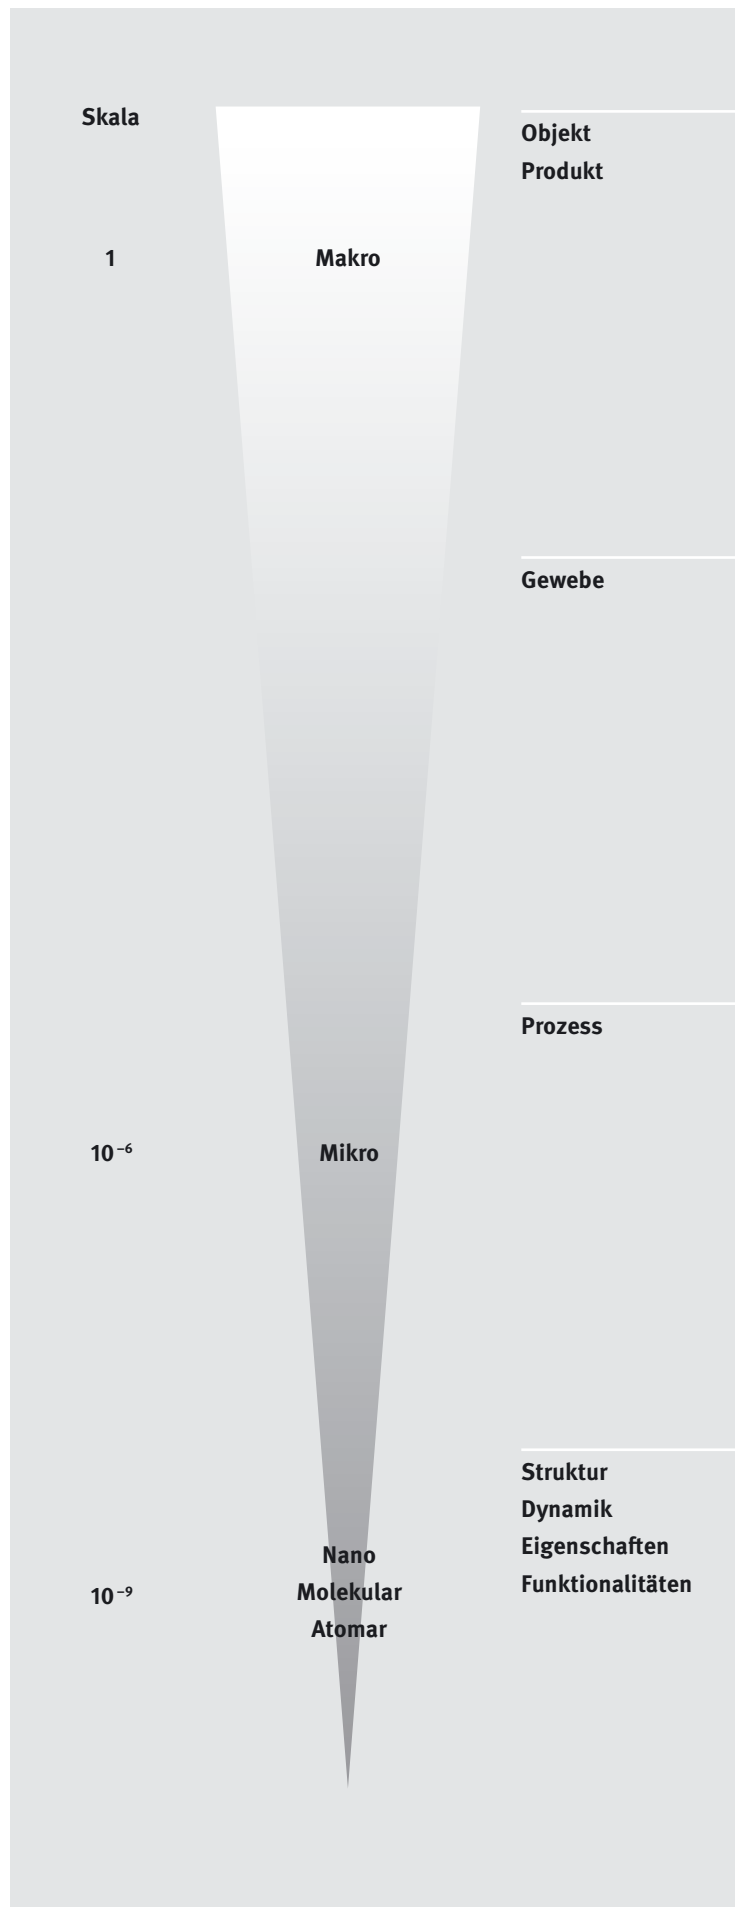 Skala
Objekt
Produkt
1
Makro
Gewebe
Prozess
10⁻⁶
Mikro
Struktur
Dynamik
Eigenschaften
Funktionalitäten
Nano
10⁻⁹
Molekular
Atomar